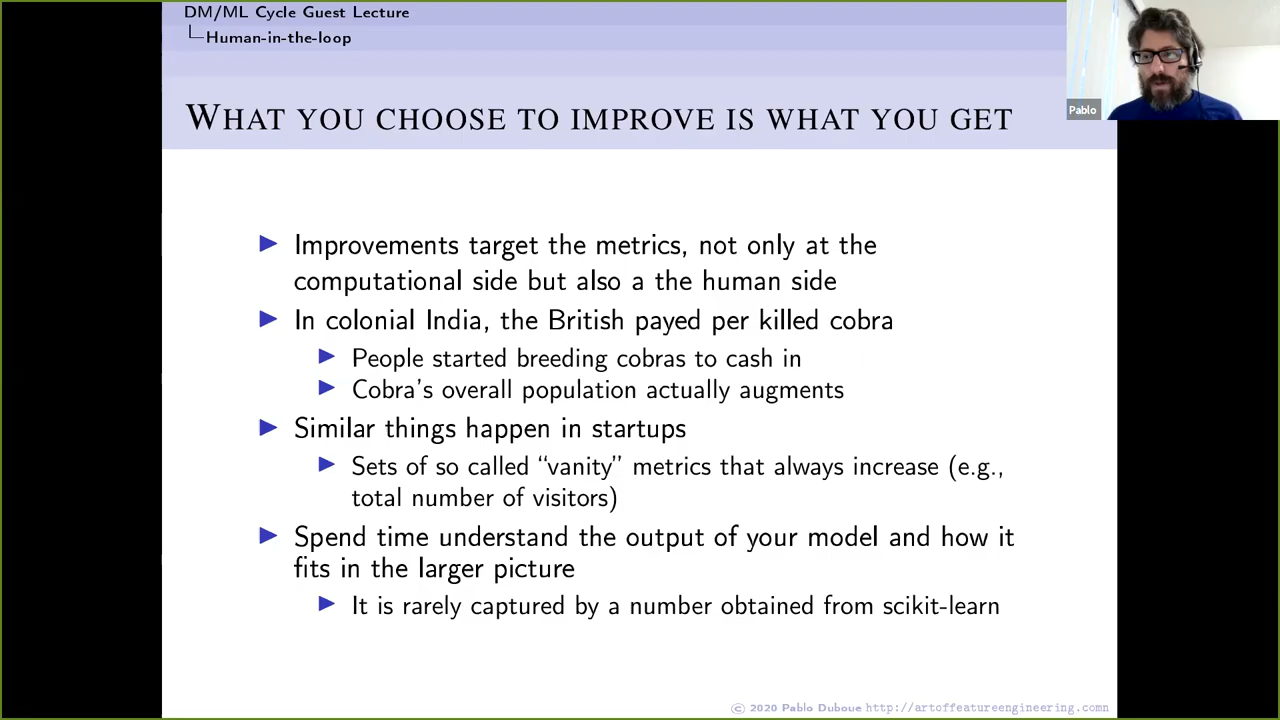 DM/ML Cycle Guest Lecture
Human-in-the-loop
WHAT YOU CHOOSE TO IMPROVE IS WHAT YOU GET
Pablo
Improvements target the metrics, not only at the
computational side but also a the human side
In colonial India, the British payed per killed cobra
People started breeding cobras to cash in
Cobra's overall population actually augments
Similar things happen in startups
Sets of so called “vanity” metrics that always increase (e.g.,
total number of visitors)
Spend time understand the output of your model and how it
fits in the larger picture
It is rarely captured by a number obtained from scikit-learn
© 2020 Pablo Duboue http://artoffeatureengineering.comn